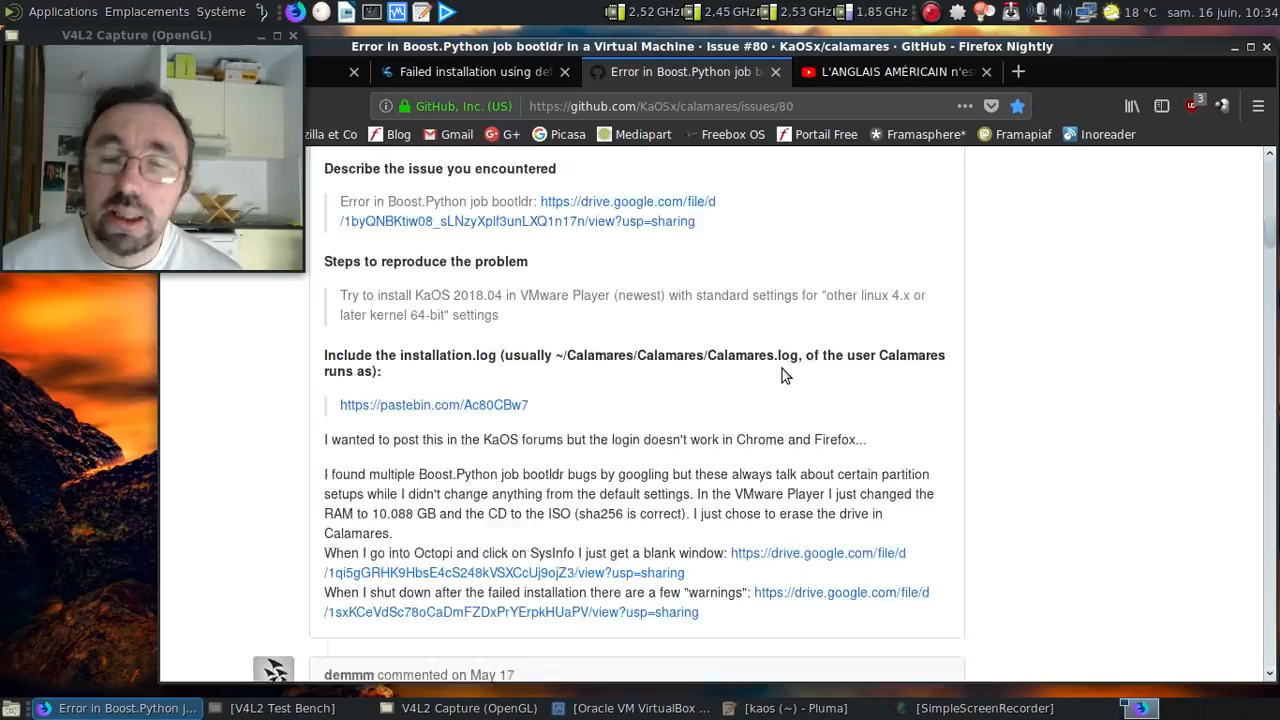 Applications Emplacements Système
2,52 GHz 2,45 GHz 2,53 GHz 1,85 GHz 18 °C sam. 16 juin, 10:34
V4L2 Capture (OpenGL)
Error in Boost.Python job bootldr in a Virtual Machine · Issue #80 · KaOSx/calamares · GitHub - Firefox Nightly
Failed installation using def
Error in Boost.Python job b
L'ANGLAIS AMÉRICAIN n'es
GitHub, Inc. (US) https://github.com/KaOSx/calamares/issues/80
3
zilla et Co Blog Gmail G+ Picasa Mediapart Freebox OS Portail Free Framasphère* Framapiaf Inoreader
Describe the issue you encountered
Error in Boost.Python job bootldr: https://drive.google.com/file/d
/1byQNBKtiw08_sLNzyXplf3unLXQ1n17n/view?usp=sharing
Steps to reproduce the problem
Try to install KaOS 2018.04 in VMware Player (newest) with standard settings for "other linux 4.x or
later kernel 64-bit" settings
Include the installation.log (usually ~/Calamares/Calamares/Calamares.log, of the user Calamares
runs as):
https://pastebin.com/Ac80CBw7
I wanted to post this in the KaOS forums but the login doesn't work in Chrome and Firefox...
I found multiple Boost.Python job bootldr bugs by googling but these always talk about certain partition
setups while I didn't change anything from the default settings. In the VMware Player I just changed the
RAM to 10.088 GB and the CD to the ISO (sha256 is correct). I just chose to erase the drive in
Calamares.
When I go into Octopi and click on SysInfo I just get a blank window: https://drive.google.com/file/d
/1qi5gGRHK9HbsE4cS248kVSXCcUj9ojZ3/view?usp=sharing
When I shut down after the failed installation there are a few "warnings": https://drive.google.com/file/d
/1sxKCeVdSc78oCaDmFZDxPrYErpkHUaPV/view?usp=sharing
demmm commented on May 17
Error in Boost.Python j... [V4L2 Test Bench] V4L2 Capture (OpenGL) [Oracle VM VirtualBox ... [kaos (~) - Pluma] [SimpleScreenRecorder]